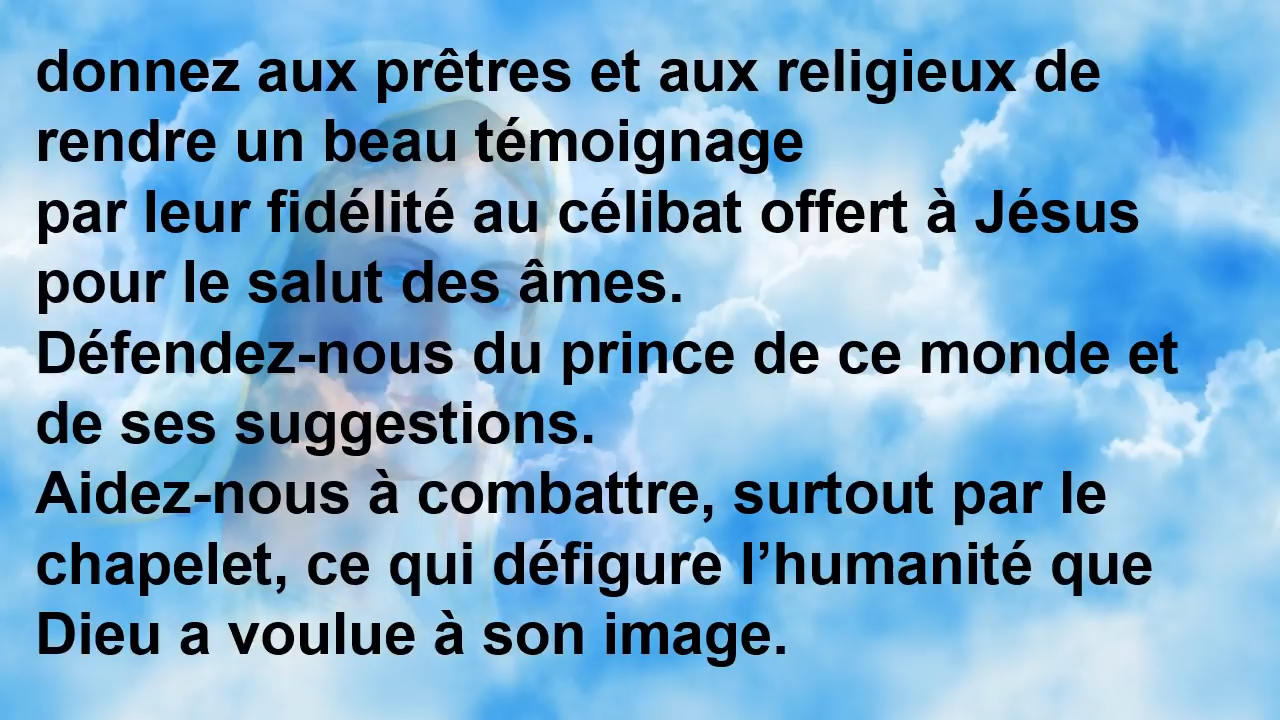 donnez aux prêtres et aux religieux de
rendre un beau témoignage
par leur fidélité au célibat offert à Jésus
pour le salut des âmes.
Défendez-nous du prince de ce monde et
de ses suggestions.
Aidez-nous à combattre, surtout par le
chapelet, ce qui défigure l’humanité que
Dieu a voulue à son image.